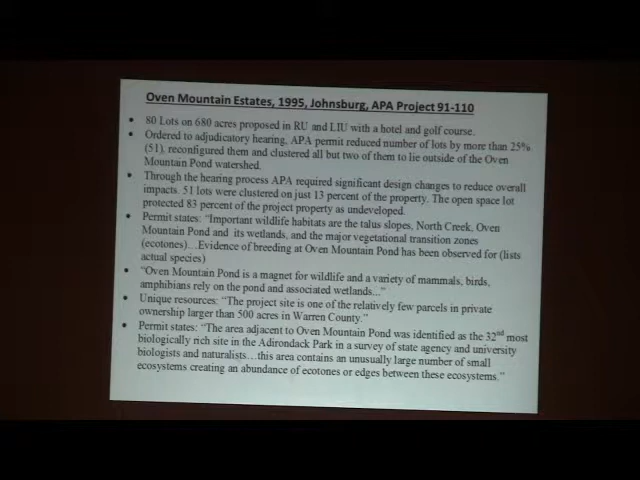 Oven Mountain Estates, 1995, Johnsburg, APA Project 91-110
• 80 Lots on 680 acres proposed in RU and LIU with a hotel and golf course.
• Ordered to adjudicatory hearing, APA permit reduced number of lots by more than 25%
(51), reconfigured them and clustered all but two of them to lie outside of the Oven
Mountain Pond watershed.
• Through the hearing process APA required significant design changes to reduce overall
impacts. 51 lots were clustered on just 13 percent of the property. The open space lot
protected 83 percent of the project property as undeveloped.
• Permit states: “Important wildlife habitats are the talus slopes, North Creek, Oven
Mountain Pond and its wetlands, and the major vegetational transition zones
(ecotones)…Evidence of breeding at Oven Mountain Pond has been observed for (lists
actual species)
• “Oven Mountain Pond is a magnet for wildlife and a variety of mammals, birds,
amphibians rely on the pond and associated wetlands...”
• Unique resources: “The project site is one of the relatively few parcels in private
ownership larger than 500 acres in Warren County.”
• Permit states: “The area adjacent to Oven Mountain Pond was identified as the 32nd most
biologically rich site in the Adirondack Park in a survey of state agency and university
biologists and naturalists…this area contains an unusually large number of small
ecosystems creating an abundance of ecotones or edges between these ecosystems.”